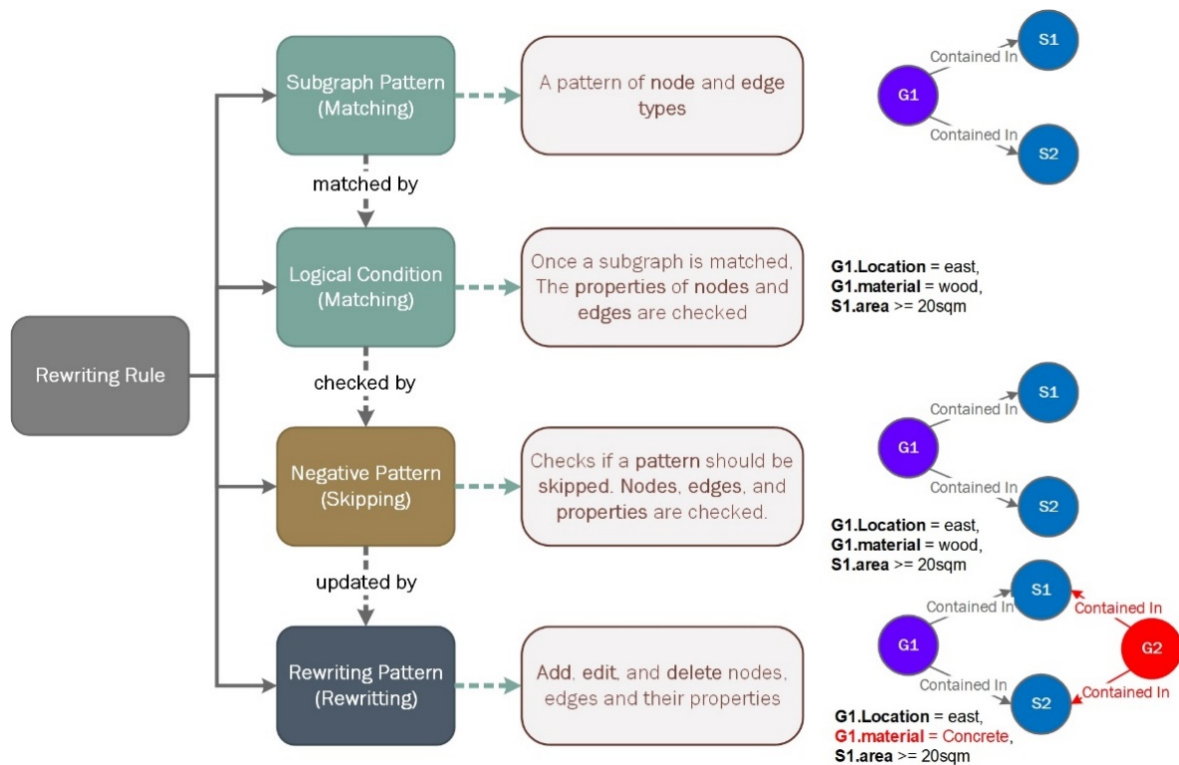 Rewriting Rule
Subgraph Pattern
(Matching)
A pattern of node and edge
types
G1
Contained In
S1
Contained In
S2
matched by
Logical Condition
(Matching)
Once a subgraph is matched,
The properties of nodes and
edges are checked
G1.Location = east,
G1.material = wood,
S1.area >= 20sqm
checked by
Negative Pattern
(Skipping)
Checks if a pattern should be
skipped. Nodes, edges, and
properties are checked.
G1
Contained In
S1
Contained In
S2
G1.Location = east,
G1.material = wood,
S1.area >= 20sqm
updated by
Rewriting Pattern
(Rewritting)
Add, edit, and delete nodes,
edges and their properties
G1
Contained In
S1
Contained In
S2
Contained In
G2
Contained In
G1.Location = east,
G1.material = Concrete,
S1.area >= 20sqm